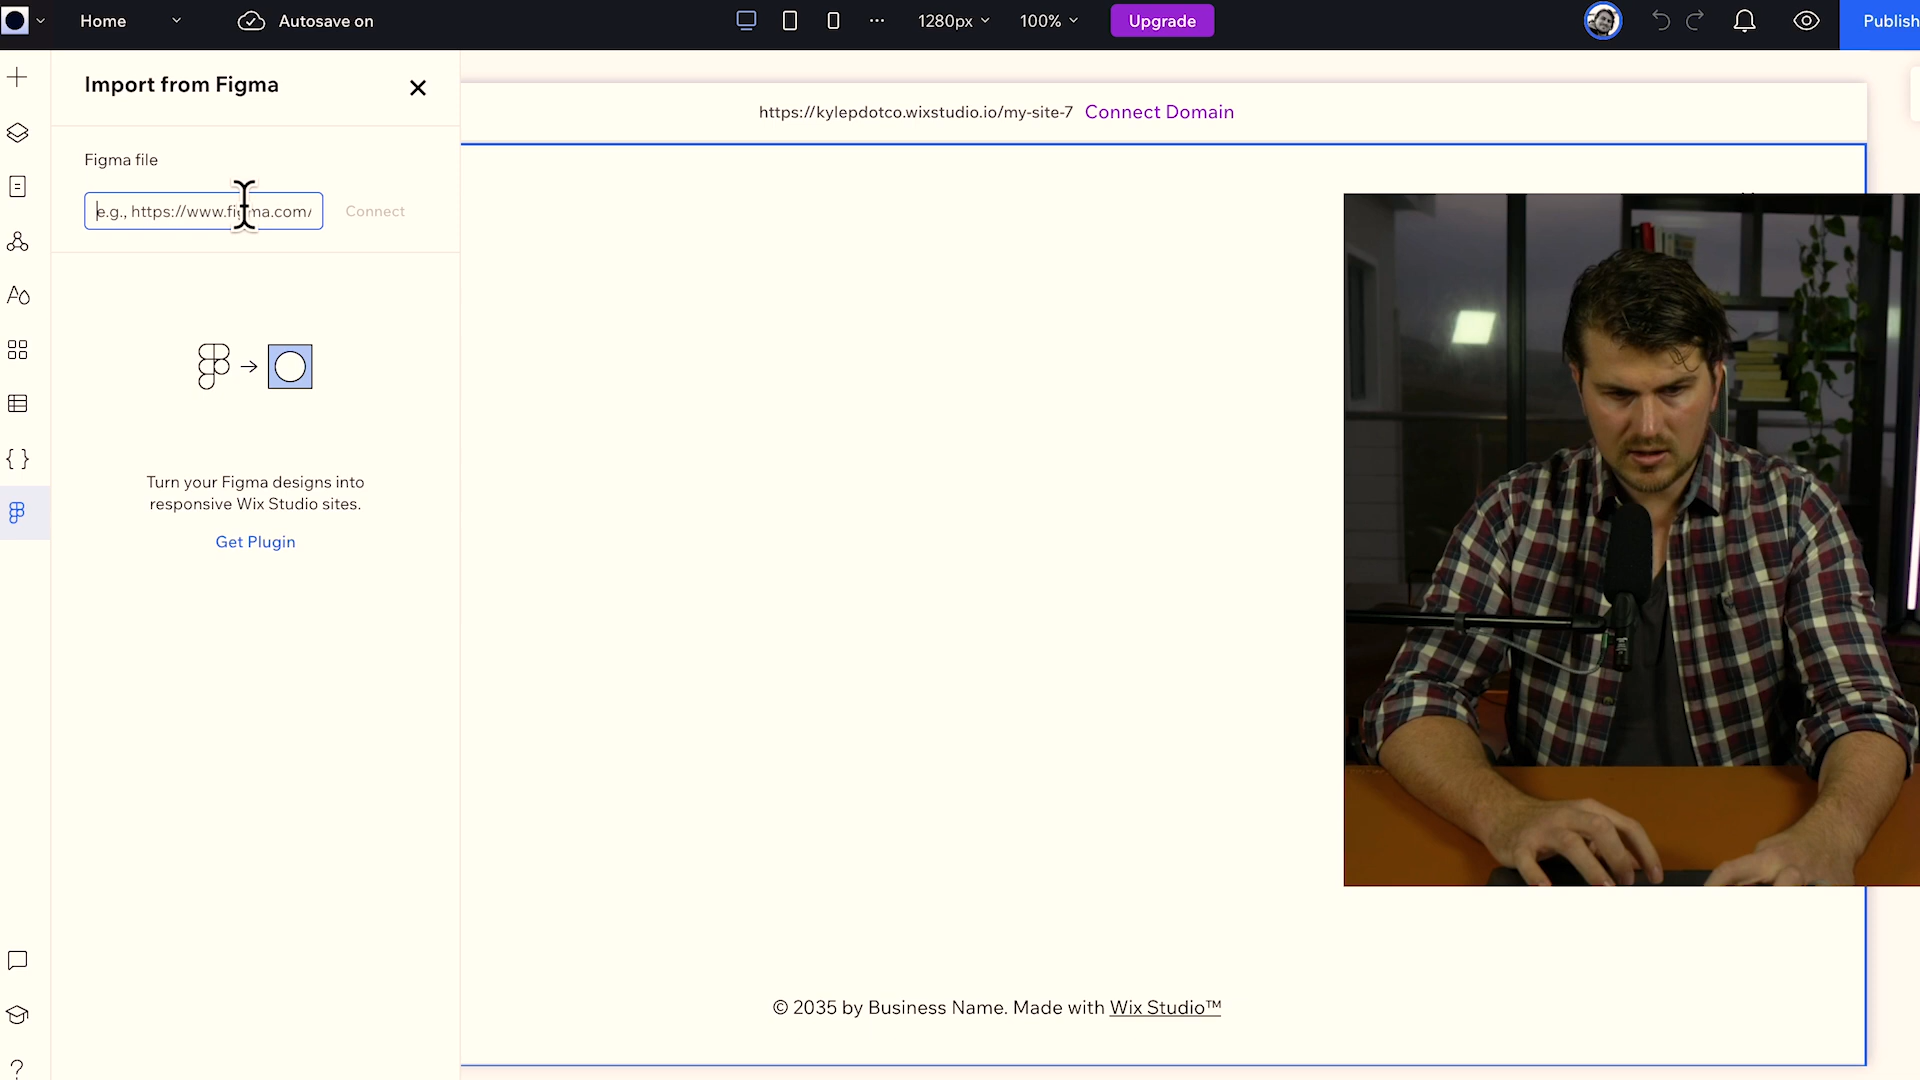 Home
Autosave on
1280px
100%
Upgrade
Publish
Import from Figma
https://kylepdotco.wixstudio.io/my-site-7 Connect Domain
Figma file
e.g., https://www.figma.com/
Connect
Turn your Figma designs into
responsive Wix Studio sites.
Get Plugin
© 2035 by Business Name. Made with Wix Studio™